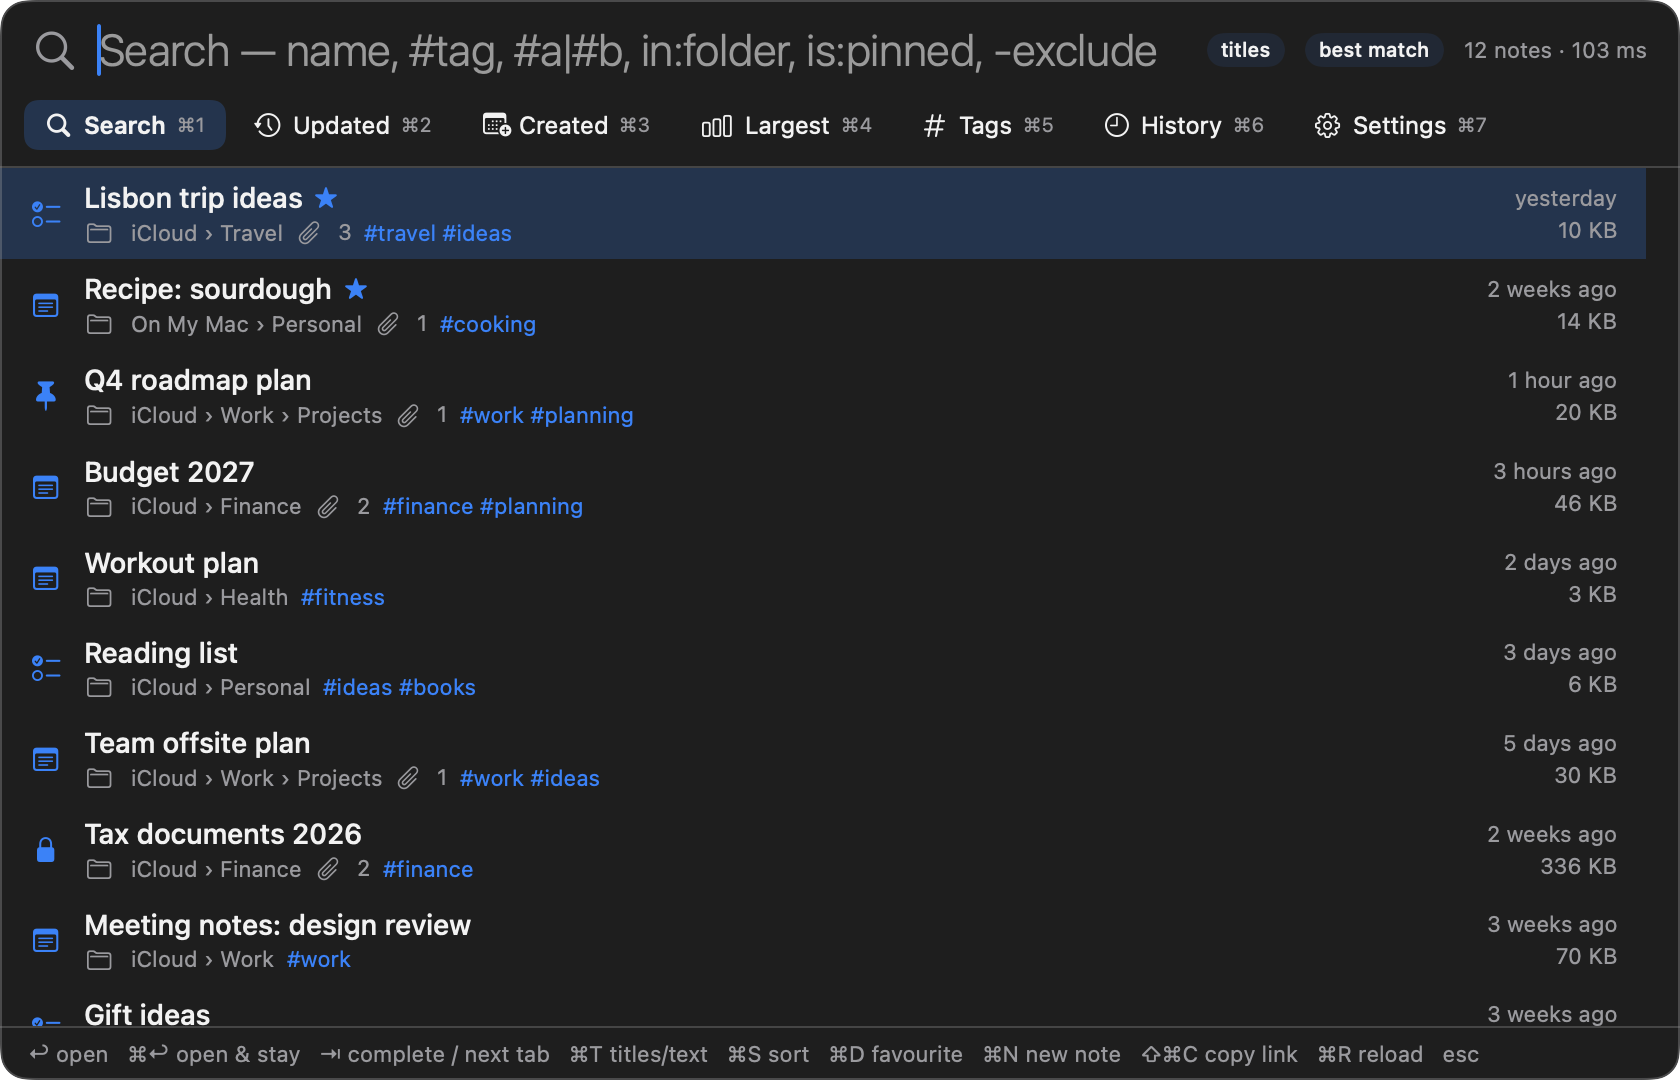 Search — name, #tag, #a|#b, in:folder, is:pinned, -exclude titles best match 12 notes · 103 ms
Search ⌘1 Updated ⌘2 Created ⌘3 Largest ⌘4 # Tags ⌘5 History ⌘6 Settings ⌘7
Lisbon trip ideas ★ yesterday
iCloud › Travel 3 #travel #ideas 10 KB
Recipe: sourdough ★ 2 weeks ago
On My Mac › Personal 1 #cooking 14 KB
Q4 roadmap plan 1 hour ago
iCloud › Work › Projects 1 #work #planning 20 KB
Budget 2027 3 hours ago
iCloud › Finance 2 #finance #planning 46 KB
Workout plan 2 days ago
iCloud › Health #fitness 3 KB
Reading list 3 days ago
iCloud › Personal #ideas #books 6 KB
Team offsite plan 5 days ago
iCloud › Work › Projects 1 #work #ideas 30 KB
Tax documents 2026 2 weeks ago
iCloud › Finance 2 #finance 336 KB
Meeting notes: design review 3 weeks ago
iCloud › Work #work 70 KB
Gift ideas 3 weeks ago
↩ open ⌘↩ open & stay ⇥ complete / next tab ⌘T titles/text ⌘S sort ⌘D favourite ⌘N new note ⇧⌘C copy link ⌘R reload esc